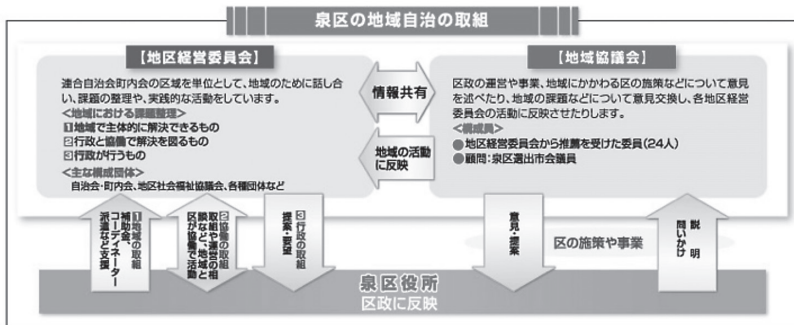 泉区の地域自治の取組
【地区経営委員会】
連合自治会町内会の区域を単位として、地域のために話し合
い、課題の整理や、実践的な活動をしています。
<地域における課題整理>
1地域で主体的に解決できるもの
2行政と協働で解決を図るもの
3行政が行うもの
<主な構成団体>
自治会・町内会、地区社会福祉協議会、各種団体など
情報共有
地域の活動
に反映
【地域協議会】
区政の運営や事業、地域にかかわる区の施策などについて意見
を述べたり、地域の課題などについて意見交換し、各地区経営
委員会の活動に反映させたりします。
<構成員>
●地区経営委員会から推薦を受けた委員(24人)
●顧問:泉区選出市会議員
1地域の取組
補助金、
コーディネーター
派遣など支援
2協働の取組
取組や運営の相
談など、地域と
区が協働で活動
3行政の取組
提案・要望
意見・提案
区の施策や事業
説明
問いかけ
泉区役所
区政に反映